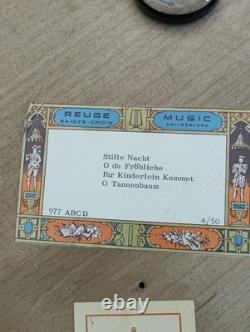 REUGE MUSIC
SAINTE-CROIX SWITZERLAND
Stille Nacht
O du Fröhliche
Ihr Kinderlein Kommet
O Tannenbaum
977 ABCD 4/50